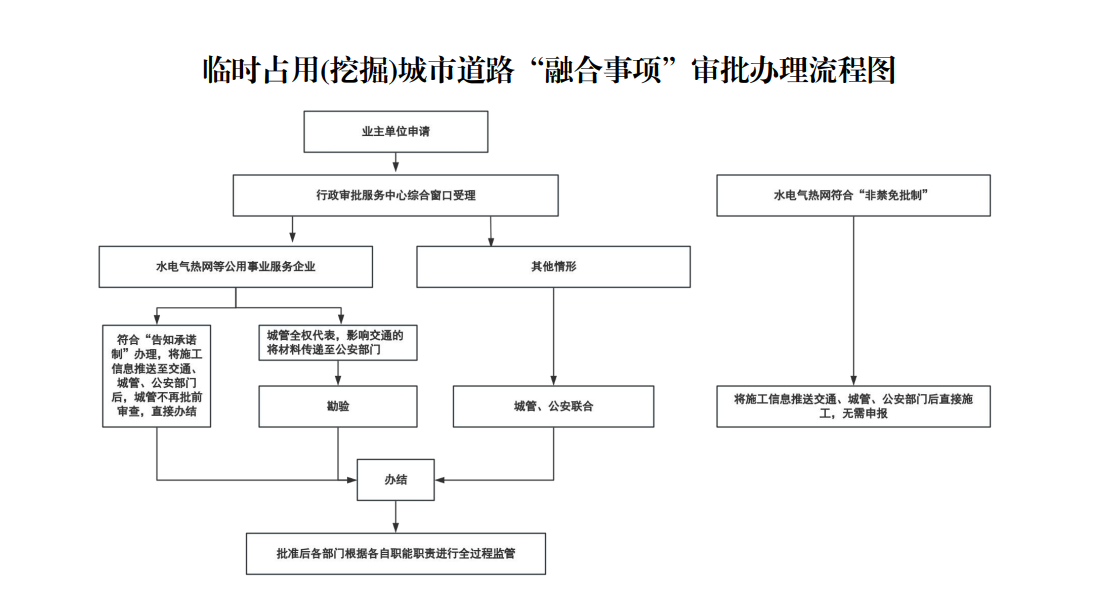 临时占用(挖掘)城市道路“融合事项”审批办理流程图
业主单位申请
行政审批服务中心综合窗口受理
水电气热网符合“非禁免批制”
水电气热网等公用事业服务企业
其他情形
符合“告知承诺
制”办理，将施工
信息推送至交通、
城管、公安部门
后，城管不再批前
审查，直接办结
城管全权代表，影响交通的
将材料传递至公安部门
勘验
城管、公安联合
将施工信息推送交通、城管、公安部门后直接施
工，无需申报
办结
批准后各部门根据各自职能职责进行全过程监管